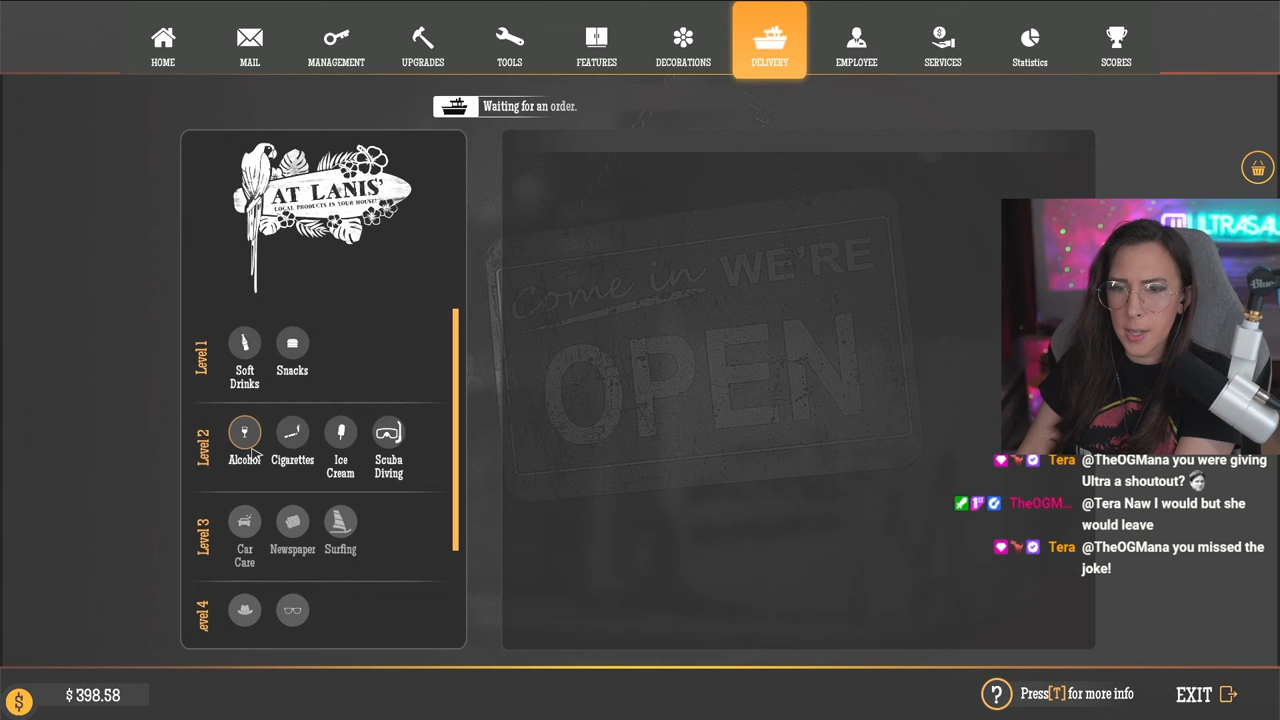 HOME
MAIL
MANAGEMENT
UPGRADES
TOOLS
FEATURES
DECORATIONS
DELIVERY
EMPLOYEE
SERVICES
Statistics
SCORES
Waiting for an order.
AT LANIS'
LOCAL PRODUCTS IN YOUR HOUSE!
Level 1
Soft Drinks
Snacks
Level 2
Alcohol
Cigarettes
Ice Cream
Scuba Diving
Level 3
Car Care
Newspaper
Surfing
evel 4
Come in WE'RE
OPEN
ULTRASAU
Blue
Tera @TheOGMana you were giving
Ultra a shoutout?
TheOGM... @Tera Naw I would but she
would leave
Tera @TheOGMana you missed the
joke!
$ $ 398.58
? Press[T] for more info
EXIT